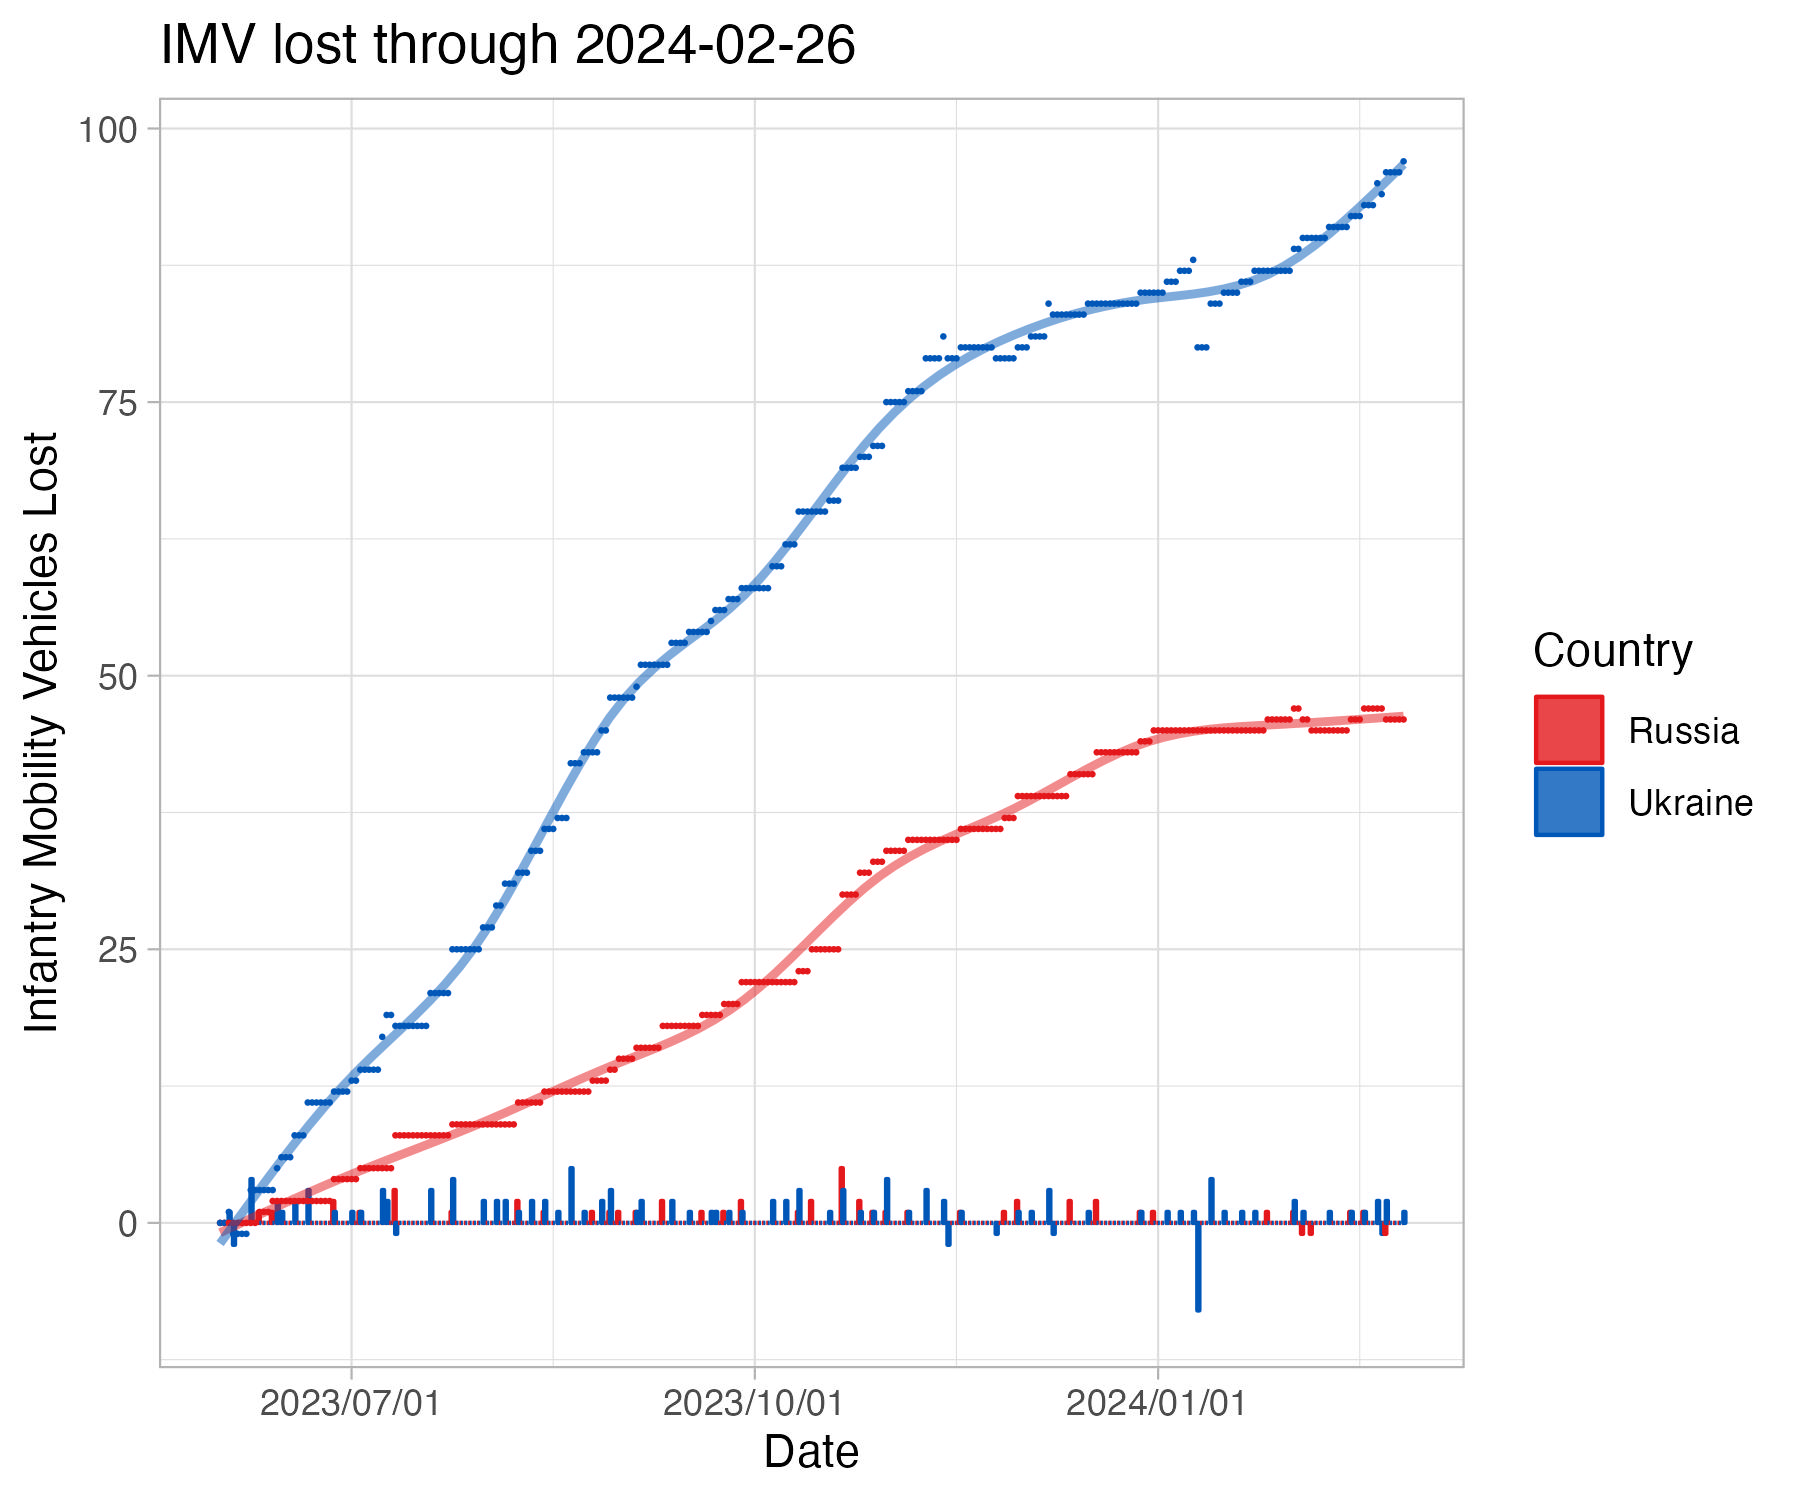 IMV lost through 2024-02-26
Infantry Mobility Vehicles Lost
100
75
50
25
0
2023/07/01
2023/10/01
2024/01/01
Date
Country
Russia
Ukraine